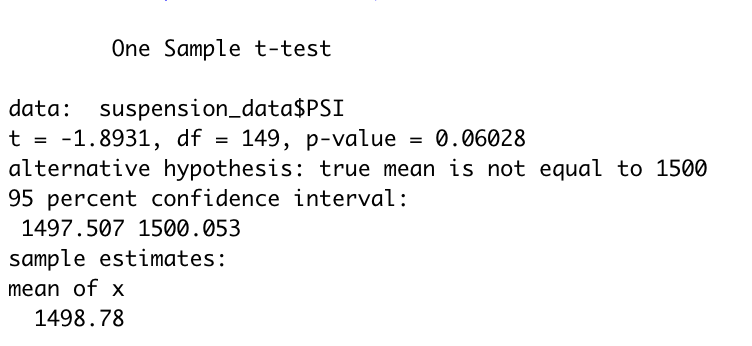 One Sample t-test
data:  suspension_data$PSI
t = -1.8931, df = 149, p-value = 0.06028
alternative hypothesis: true mean is not equal to 1500
95 percent confidence interval:
1497.507 1500.053
sample estimates:
mean of x
1498.78